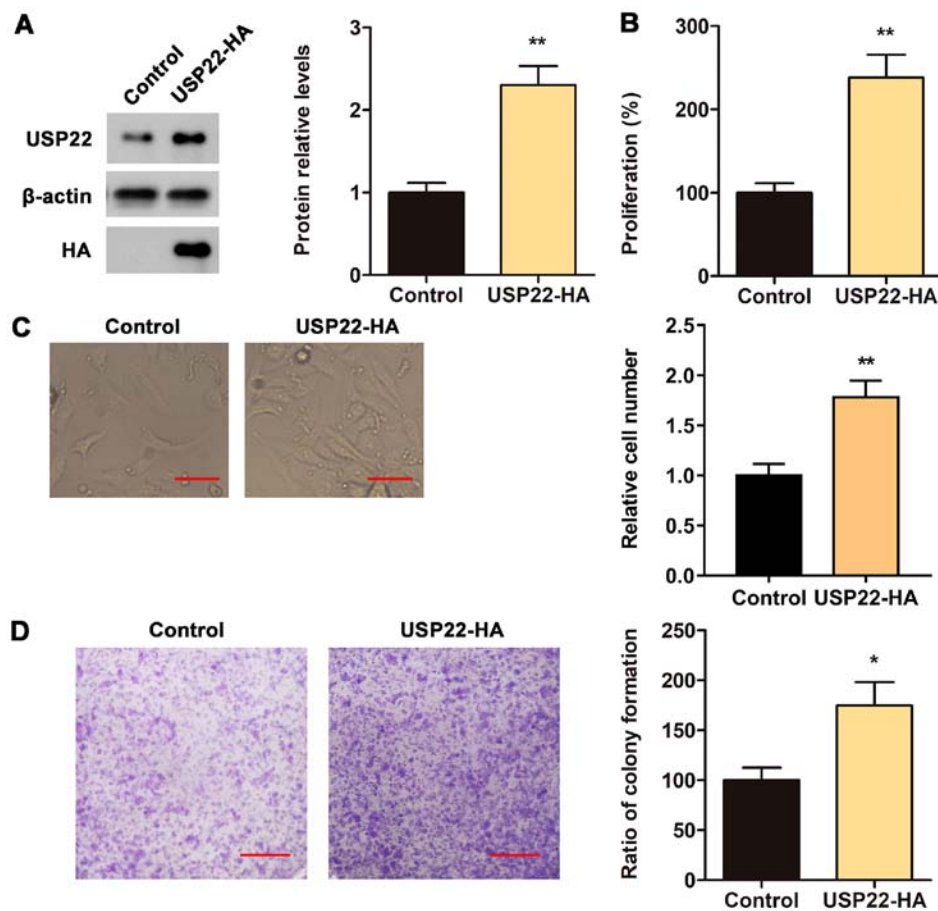 A
Control
USP22-HA
USP22
β-actin
HA
Protein relative levels
3
2
1
0
**
Control
USP22-HA
B
Proliferation (%)
300
200
100
0
**
Control
USP22-HA
C
Control
USP22-HA
Relative cell number
2.5
2.0
1.5
1.0
0.5
0.0
**
Control USP22-HA
D
Control
USP22-HA
Ratio of colony formation
250
200
150
100
50
0
*
Control
USP22-HA